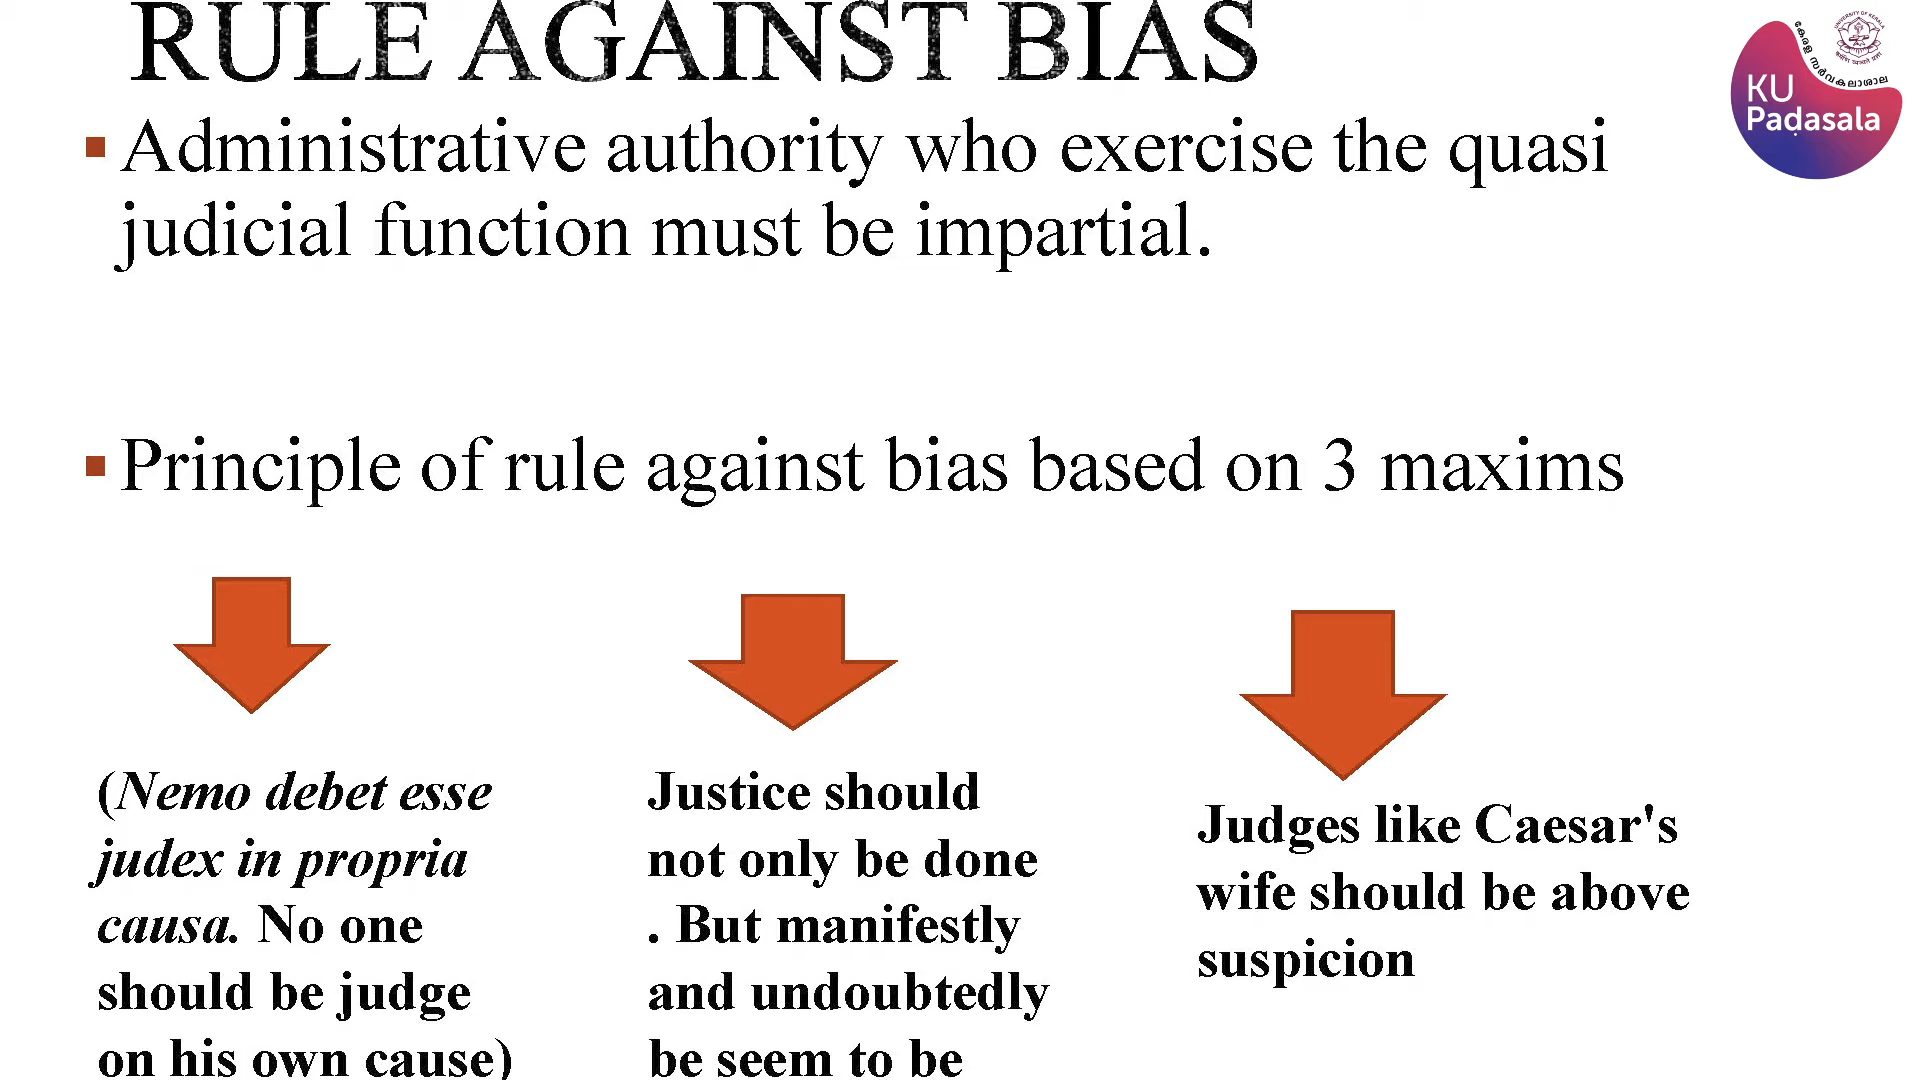 RULE AGAINST BIAS
കേരള സർവകലാശാല
KU
Padasala
▪ Administrative authority who exercise the quasi
judicial function must be impartial.
▪ Principle of rule against bias based on 3 maxims
(Nemo debet esse
judex in propria
causa. No one
should be judge
on his own cause)
Justice should
not only be done
. But manifestly
and undoubtedly
be seem to be
Judges like Caesar's
wife should be above
suspicion